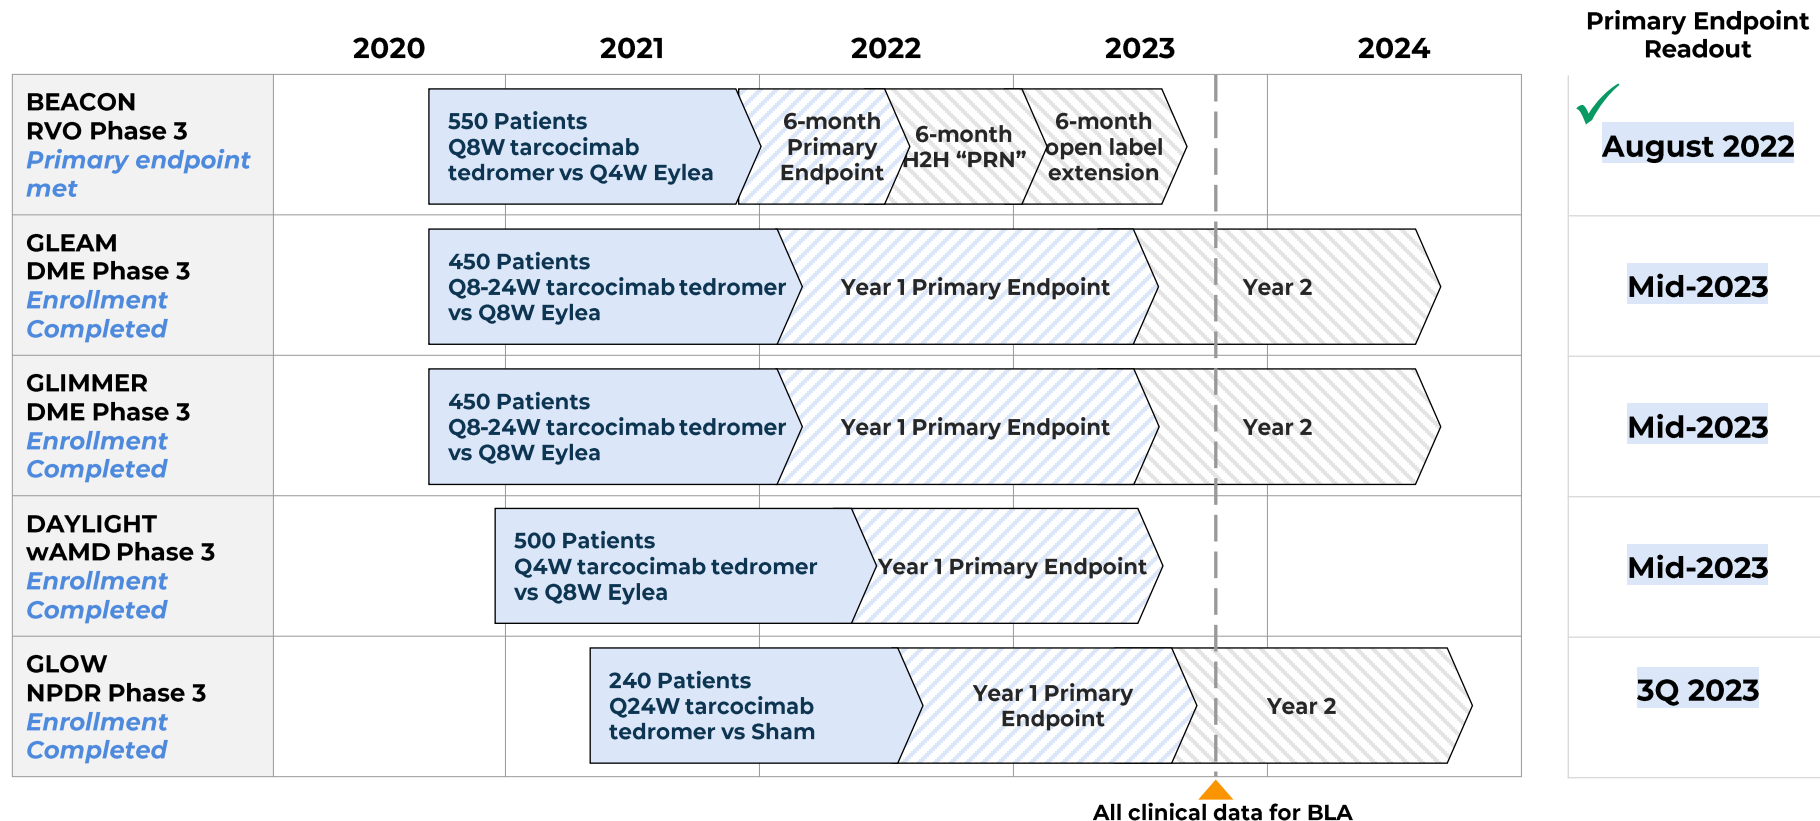 2020 2021 2022 2023 2024
Primary Endpoint
Readout
BEACON
RVO Phase 3
Primary endpoint
met
550 Patients
Q8W tarcocimab
tedromer vs Q4W Eylea
6-month
Primary
Endpoint
6-month
H2H “PRN”
6-month
open label
extension
August 2022
GLEAM
DME Phase 3
Enrollment
Completed
450 Patients
Q8-24W tarcocimab tedromer
vs Q8W Eylea
Year 1 Primary Endpoint
Year 2
Mid-2023
GLIMMER
DME Phase 3
Enrollment
Completed
450 Patients
Q8-24W tarcocimab tedromer
vs Q8W Eylea
Year 1 Primary Endpoint
Year 2
Mid-2023
DAYLIGHT
wAMD Phase 3
Enrollment
Completed
500 Patients
Q4W tarcocimab tedromer
vs Q8W Eylea
Year 1 Primary Endpoint
Mid-2023
GLOW
NPDR Phase 3
Enrollment
Completed
240 Patients
Q24W tarcocimab
tedromer vs Sham
Year 1 Primary
Endpoint
Year 2
3Q 2023
All clinical data for BLA